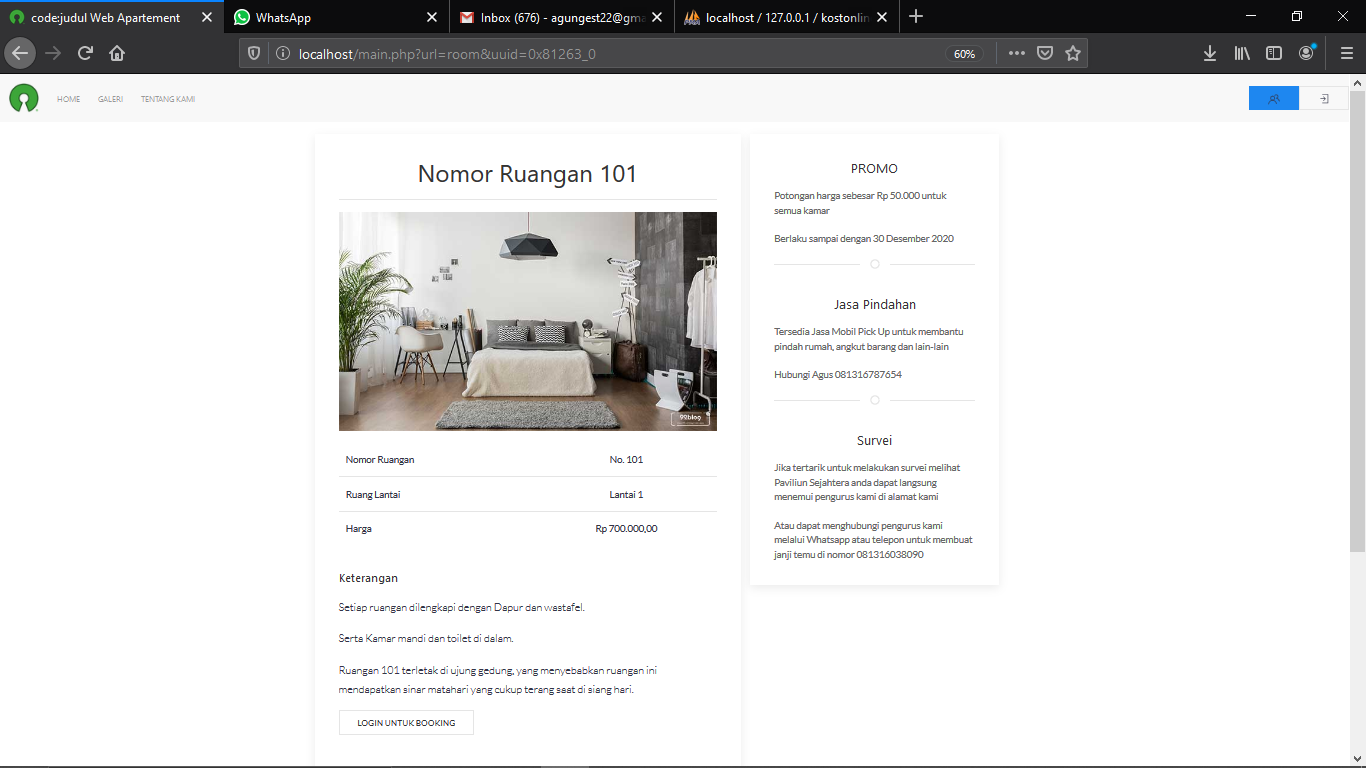 code:judul Web Apartement
WhatsApp
Inbox (676) - agungest22@gma
localhost / 127.0.0.1 / kostonlin
localhost/main.php?url=room&uuid=0x81263_0
60%
HOME
GALERI
TENTANG KAMI
Nomor Ruangan 101
99blog
Nomor Ruangan No. 101
Ruang Lantai Lantai 1
Harga Rp 700.000,00
Keterangan
Setiap ruangan dilengkapi dengan Dapur dan wastafel.
Serta Kamar mandi dan toilet di dalam.
Ruangan 101 terletak di ujung gedung, yang menyebabkan ruangan ini
mendapatkan sinar matahari yang cukup terang saat di siang hari.
LOGIN UNTUK BOOKING
PROMO
Potongan harga sebesar Rp 50.000 untuk
semua kamar
Berlaku sampai dengan 30 Desember 2020
Jasa Pindahan
Tersedia Jasa Mobil Pick Up untuk membantu
pindah rumah, angkut barang dan lain-lain
Hubungi Agus 081316787654
Survei
Jika tertarik untuk melakukan survei melihat
Paviliun Sejahtera anda dapat langsung
menemui pengurus kami di alamat kami
Atau dapat menghubungi pengurus kami
melalui Whatsapp atau telepon untuk membuat
janji temu di nomor 081316038090